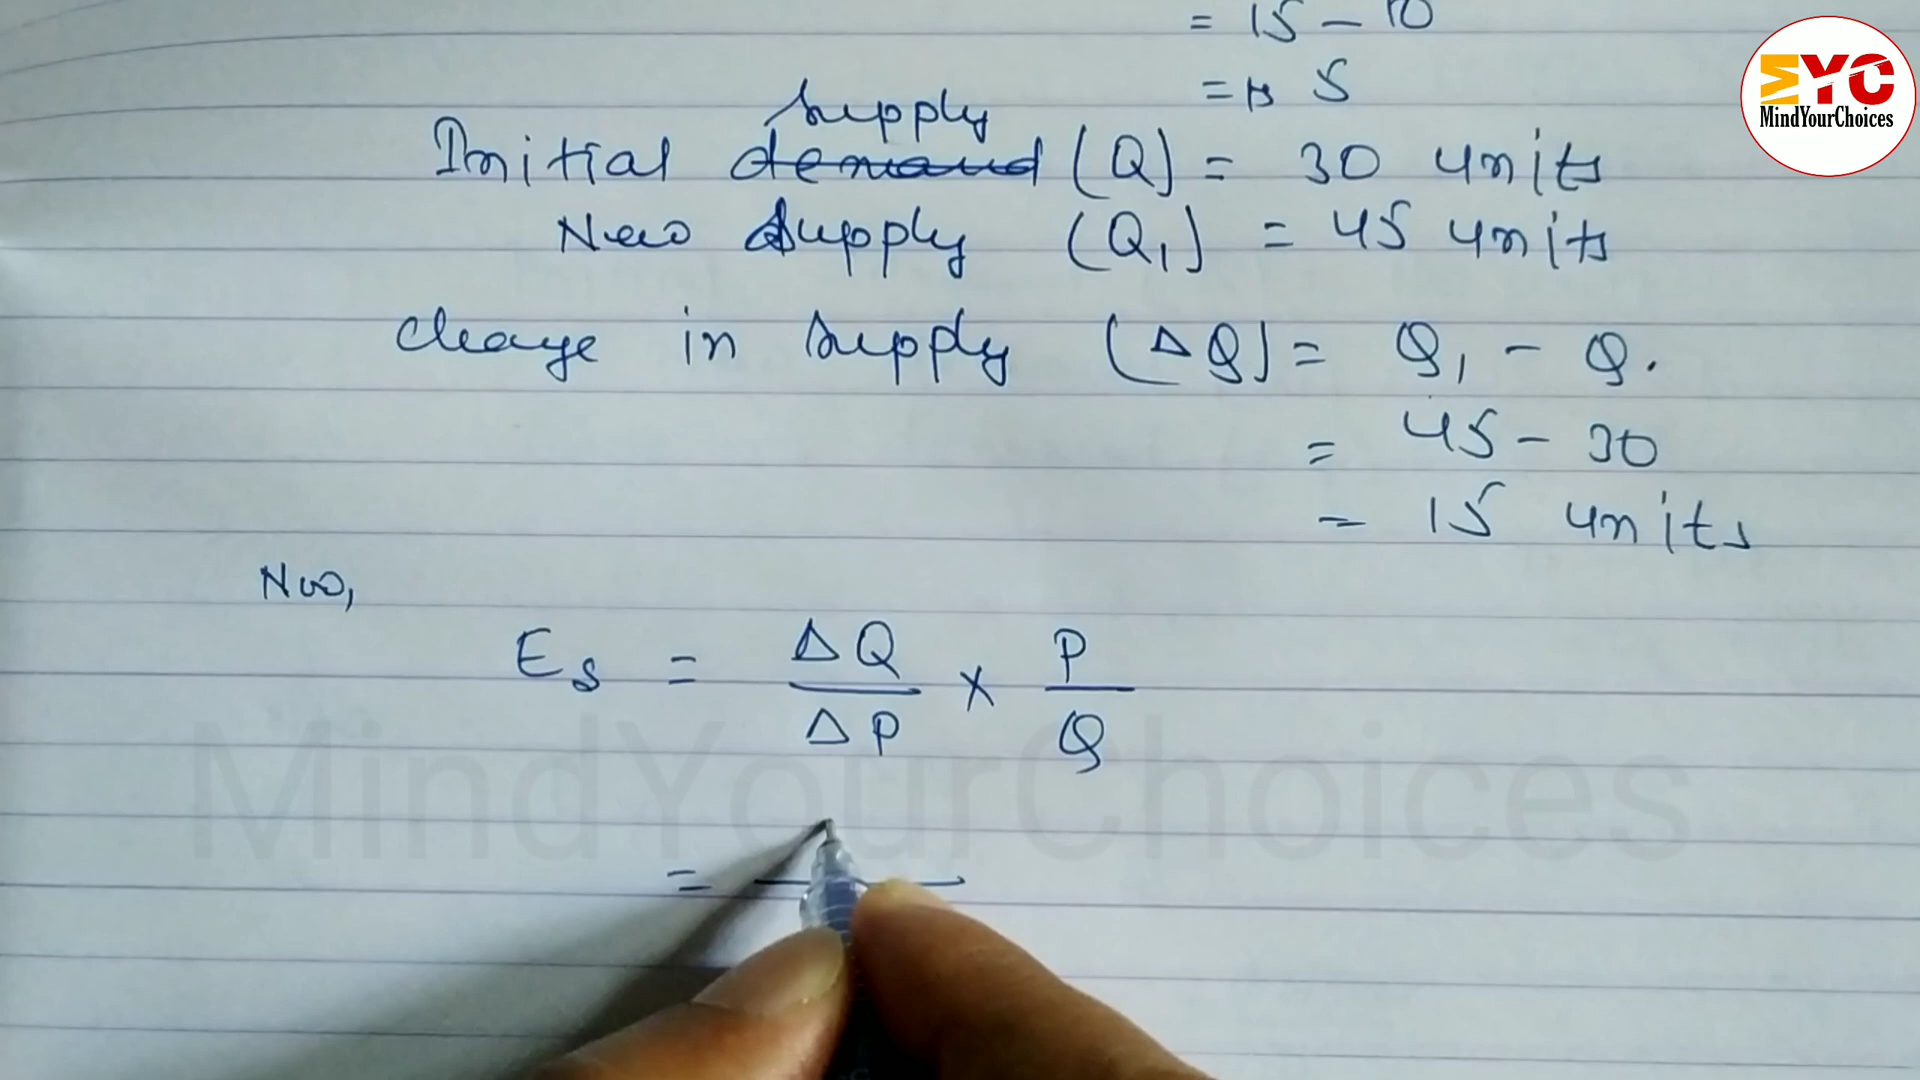 = 15 - 10
= 5
MYC
MindYourChoices
supply
Initial demand (Q) = 30 units
New Supply (Q1) = 45 units
Change in supply (ΔQ) = Q1 - Q.
= 45 - 30
= 15 units
Now,
Es = ΔQ/ΔP × P/Q
MindYourChoices
=